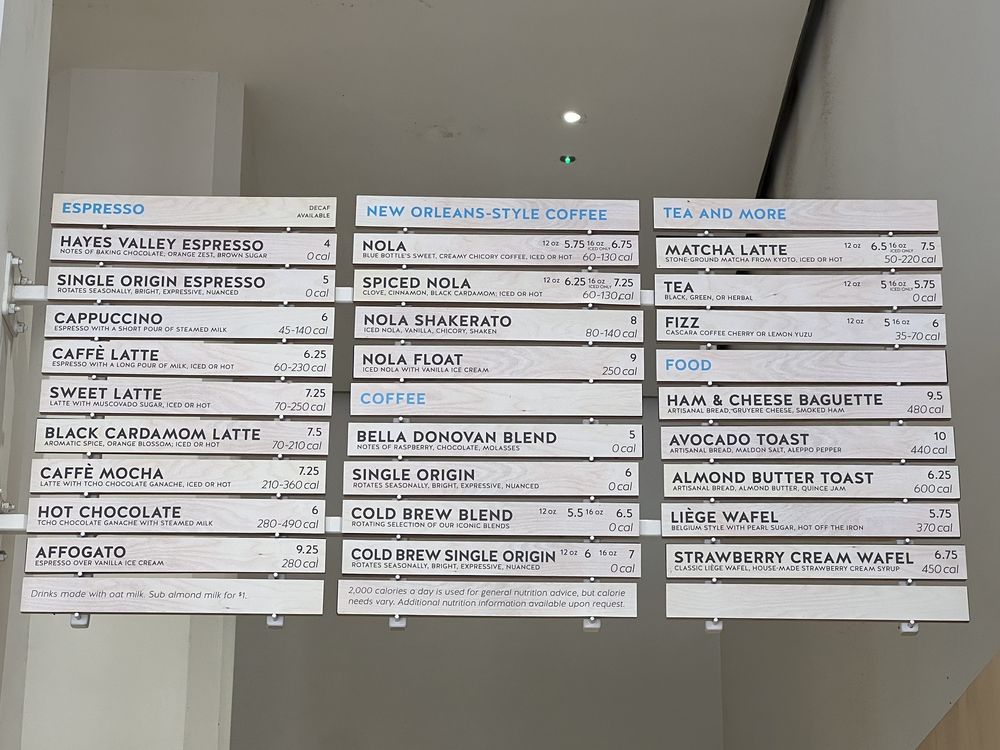 ESPRESSO DECAF AVAILABLE
HAYES VALLEY ESPRESSO 4
NOTES OF BAKING CHOCOLATE, ORANGE ZEST, BROWN SUGAR 0 cal
SINGLE ORIGIN ESPRESSO 5
ROTATES SEASONALLY, BRIGHT, EXPRESSIVE, NUANCED 0 cal
CAPPUCCINO 6
ESPRESSO WITH A SHORT POUR OF STEAMED MILK 45-140 cal
CAFFÈ LATTE 6.25
ESPRESSO WITH A LONG POUR OF MILK, ICED OR HOT 60-230 cal
SWEET LATTE 7.25
LATTE WITH MUSCOVADO SUGAR, ICED OR HOT 70-250 cal
BLACK CARDAMOM LATTE 7.5
AROMATIC SPICE, ORANGE BLOSSOM; ICED OR HOT 70-210 cal
CAFFÈ MOCHA 7.25
LATTE WITH TCHO CHOCOLATE GANACHE, ICED OR HOT 210-360 cal
HOT CHOCOLATE 6
TCHO CHOCOLATE GANACHE WITH STEAMED MILK 280-490 cal
AFFOGATO 9.25
ESPRESSO OVER VANILLA ICE CREAM 280 cal
Drinks made with oat milk. Sub almond milk for $1.
NEW ORLEANS-STYLE COFFEE
NOLA 12 oz 5.75 16 oz ICED ONLY 6.75
BLUE BOTTLE'S SWEET, CREAMY CHICORY COFFEE, ICED OR HOT 60-130 cal
SPICED NOLA 12 oz 6.25 16 oz ICED ONLY 7.25
CLOVE, CINNAMON, BLACK CARDAMOM; ICED OR HOT 60-130 cal
NOLA SHAKERATO 8
ICED NOLA, VANILLA, CHICORY, SHAKEN 80-140 cal
NOLA FLOAT 9
ICED NOLA WITH VANILLA ICE CREAM 250 cal
COFFEE
BELLA DONOVAN BLEND 5
NOTES OF RASPBERRY, CHOCOLATE, MOLASSES 0 cal
SINGLE ORIGIN 6
ROTATES SEASONALLY, BRIGHT, EXPRESSIVE, NUANCED 0 cal
COLD BREW BLEND 12 oz 5.5 16 oz 6.5
ROTATING SELECTION OF OUR ICONIC BLENDS 0 cal
COLD BREW SINGLE ORIGIN 12 oz 6 16 oz 7
ROTATES SEASONALLY, BRIGHT, EXPRESSIVE, NUANCED 0 cal
2,000 calories a day is used for general nutrition advice, but calorie
needs vary. Additional nutrition information available upon request.
TEA AND MORE
MATCHA LATTE 12 oz 6.5 16 oz ICED ONLY 7.5
STONE-GROUND MATCHA FROM KYOTO, ICED OR HOT 50-220 cal
TEA 12 oz 5 16 oz ICED ONLY 5.75
BLACK, GREEN, OR HERBAL 0 cal
FIZZ 12 oz 5 16 oz 6
CASCARA COFFEE CHERRY OR LEMON YUZU 35-70 cal
FOOD
HAM & CHEESE BAGUETTE 9.5
ARTISANAL BREAD, GRUYERE CHEESE, SMOKED HAM 480 cal
AVOCADO TOAST 10
ARTISANAL BREAD, MALDON SALT, ALEPPO PEPPER 440 cal
ALMOND BUTTER TOAST 6.25
ARTISANAL BREAD, ALMOND BUTTER, QUINCE JAM 600 cal
LIÈGE WAFEL 5.75
BELGIUM STYLE WITH PEARL SUGAR, HOT OFF THE IRON 370 cal
STRAWBERRY CREAM WAFEL 6.75
CLASSIC LIÈGE WAFEL, HOUSE-MADE STRAWBERRY CREAM SYRUP 450 cal